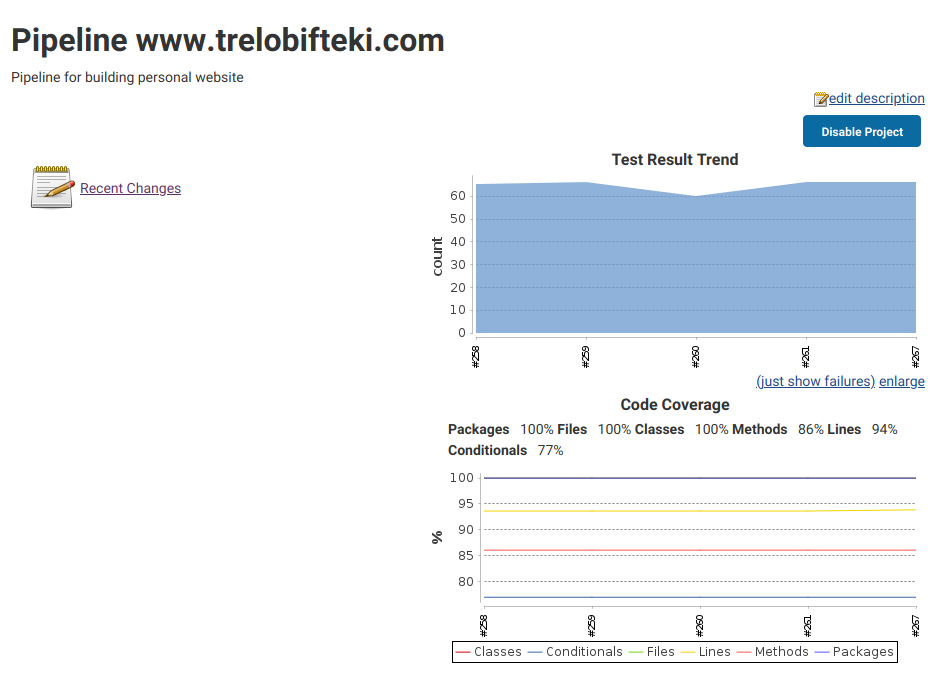 Pipeline www.trelobifteki.com
Pipeline for building personal website
edit description
Disable Project
Recent Changes
Test Result Trend
count
60
50
40
30
20
10
0
#258 #259 #260 #261 #267
(just show failures) enlarge
Code Coverage
Packages 100% Files 100% Classes 100% Methods 86% Lines 94%
Conditionals 77%
%
100
95
90
85
80
#258 #259 #260 #261 #267
Classes Conditionals Files Lines Methods Packages